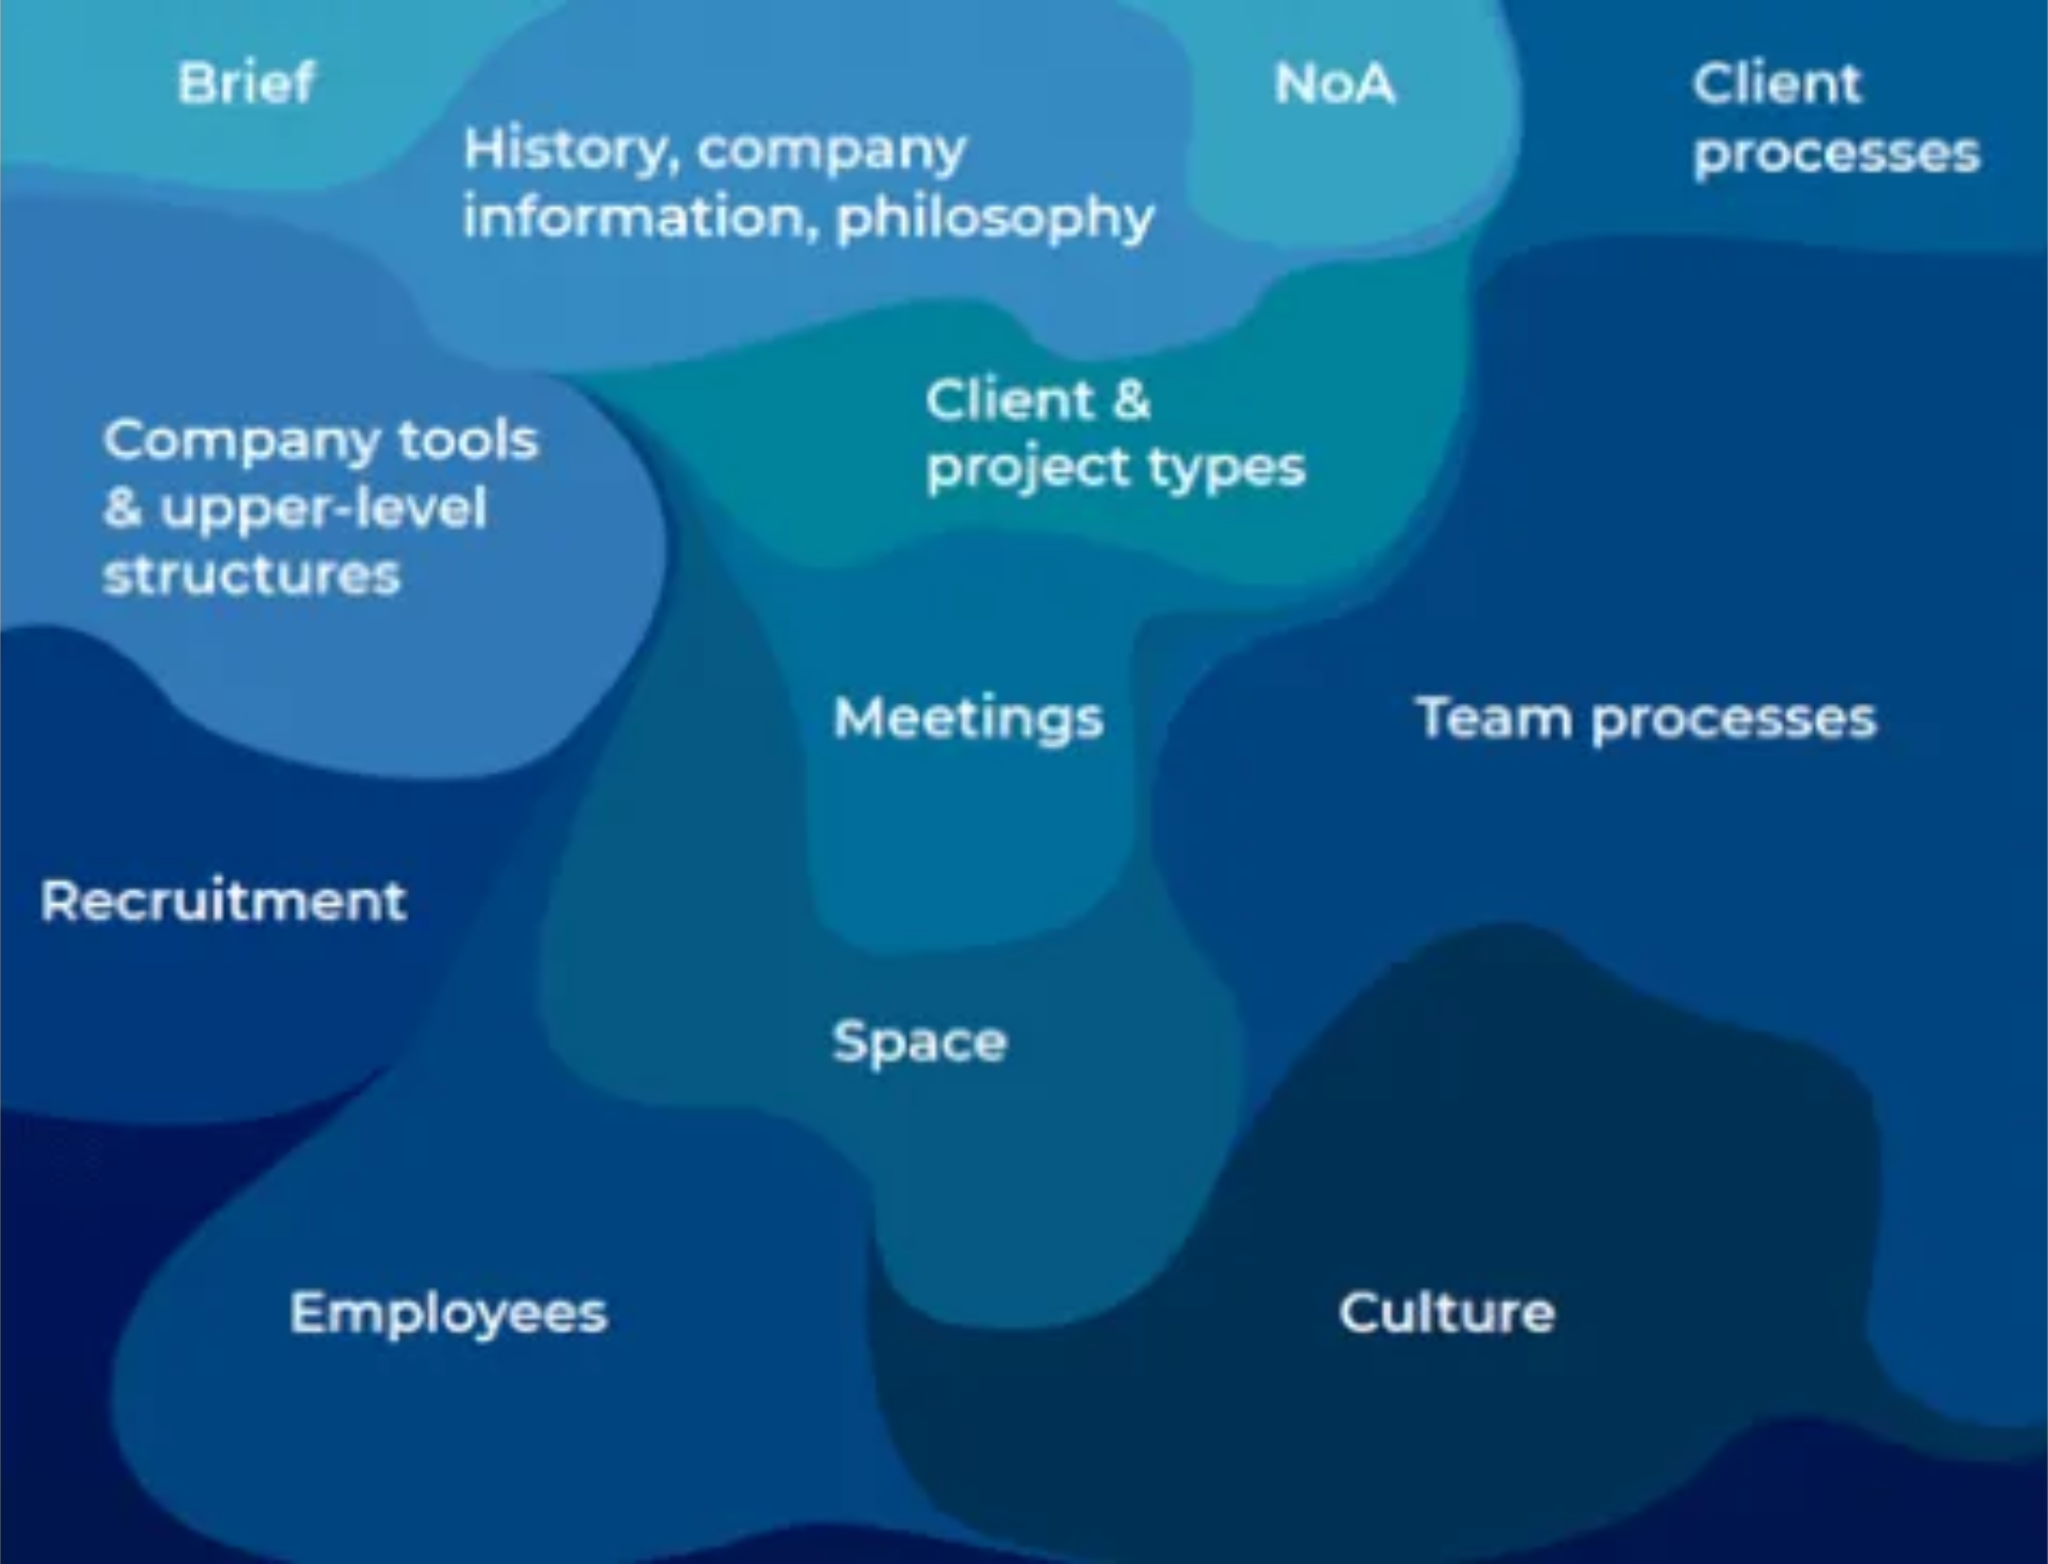 Brief
NoA
Client
processes
History, company
information, philosophy
Client &
project types
Company tools
& upper-level
structures
Meetings
Team processes
Recruitment
Space
Employees
Culture